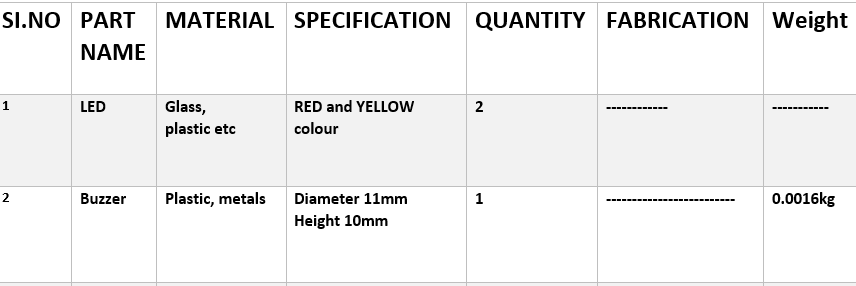 SI.NO PART NAME MATERIAL SPECIFICATION QUANTITY FABRICATION Weight
1 LED Glass, plastic etc RED and YELLOW colour 2 ------------ -----------
2 Buzzer Plastic, metals Diameter 11mm Height 10mm 1 ------------------------- 0.0016kg